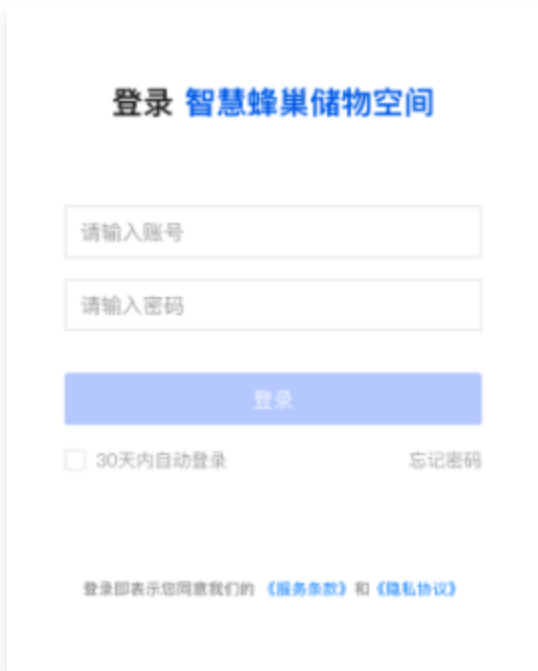 登录 智慧蜂巢储物空间
请输入账号
请输入密码
登录
30天内自动登录 忘记密码
登录即表示您同意我们的 《服务条款》 和 《隐私协议》